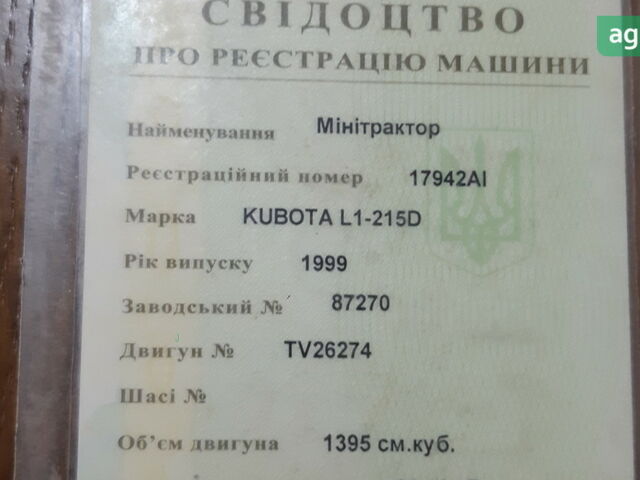 СВІДОЦТВО
ag
ПРО РЕЄСТРАЦІЮ МАШИНИ
Найменування Мінітрактор
Реєстраційний номер 17942АІ
Марка KUBOTA L1-215D
Рік випуску 1999
Заводський № 87270
Двигун № TV26274
Шасі №
Об'єм двигуна 1395 см.куб.